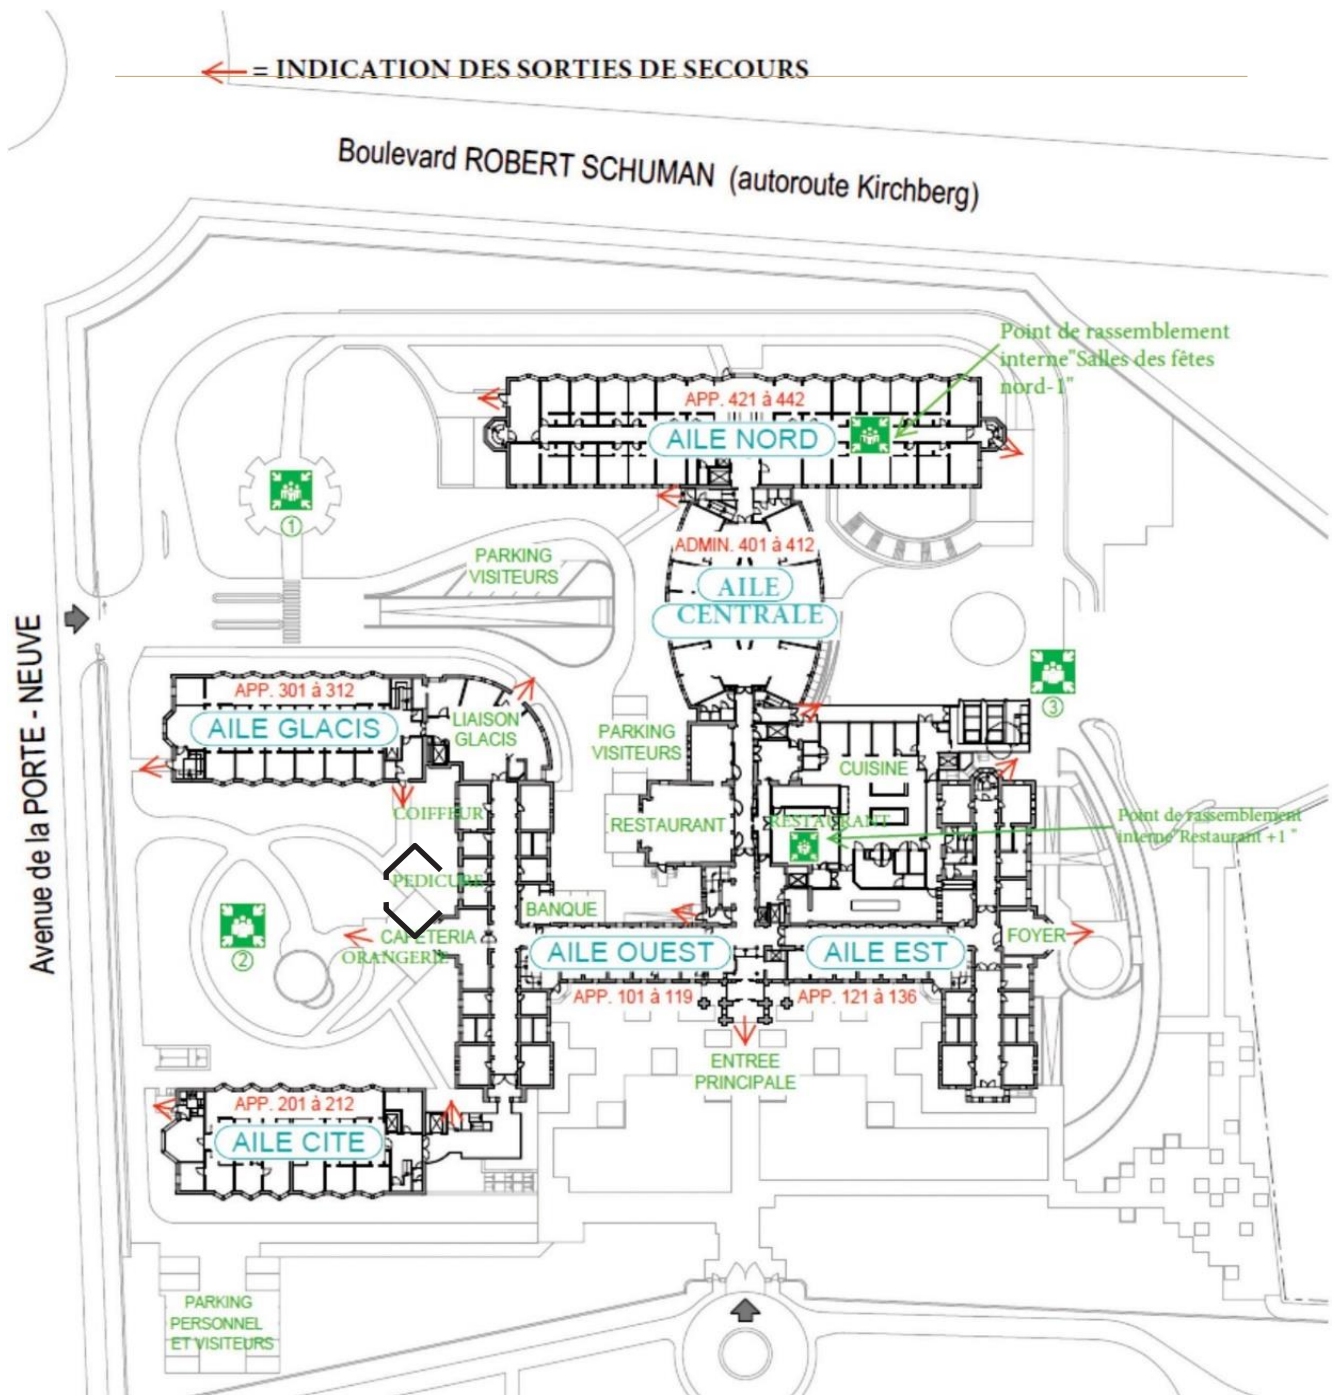 = INDICATION DES SORTIES DE SECOURS
Boulevard ROBERT SCHUMAN (autoroute Kirchberg)
Point de rassemblement
interne"Salles des fêtes
nord-1"
APP. 421 à 442
AILE NORD
1
PARKING
VISITEURS
ADMIN. 401 à 412
AILE
CENTRALE
Avenue de la PORTE - NEUVE
3
APP. 301 à 312
AILE GLACIS
LIAISON
GLACIS
PARKING
VISITEURS
CUISINE
COIFFEUR
RESTAURANT
RESTAURANT
Point de rassemblement
interne"Restaurant +1 "
PEDICURE
BANQUE
2
CAFETERIA
ORANGERIE
AILE OUEST
AILE EST
FOYER
APP. 101 à 119
APP. 121 à 136
ENTREE
PRINCIPALE
APP. 201 à 212
AILE CITE
PARKING
PERSONNEL
ET VISITEURS